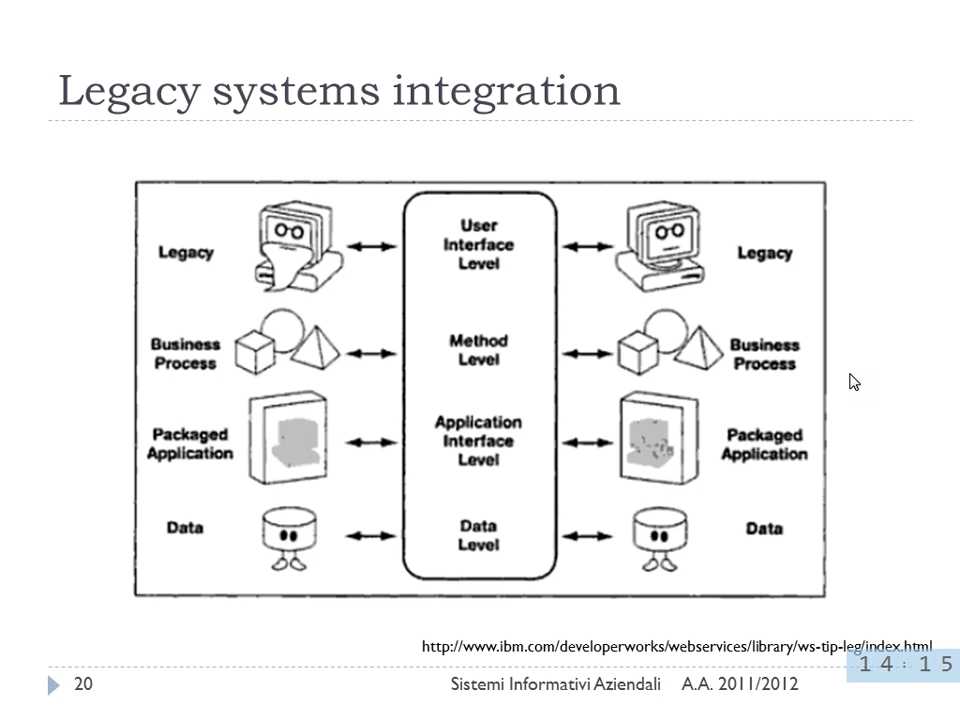 Legacy systems integration
Legacy
User
Interface
Level
Legacy
Business
Process
Method
Level
Business
Process
Packaged
Application
Application
Interface
Level
Packaged
Application
Data
Data
Level
Data
http://www.ibm.com/developerworks/webservices/library/ws-tip-leg/index.html
14:15
20 Sistemi Informativi Aziendali A.A. 2011/2012